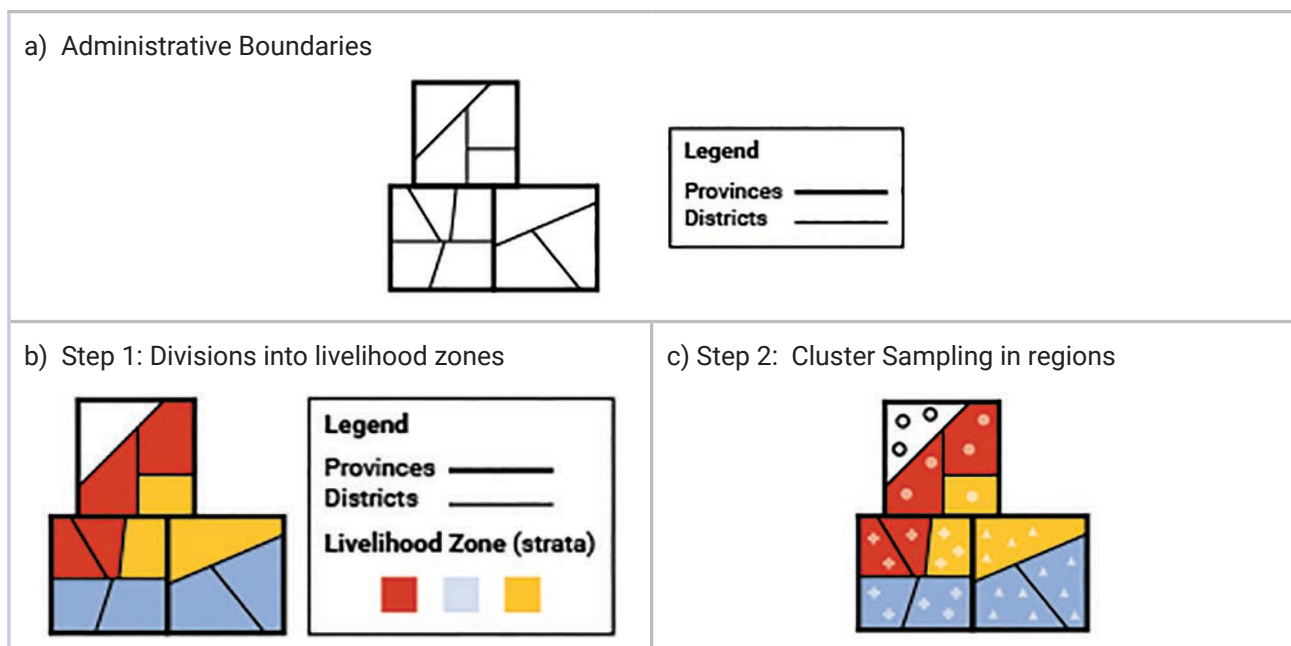 a) Administrative Boundaries
Legend
Provinces
Districts
b) Step 1: Divisions into livelihood zones
Legend
Provinces
Districts
Livelihood Zone (strata)
c) Step 2: Cluster Sampling in regions